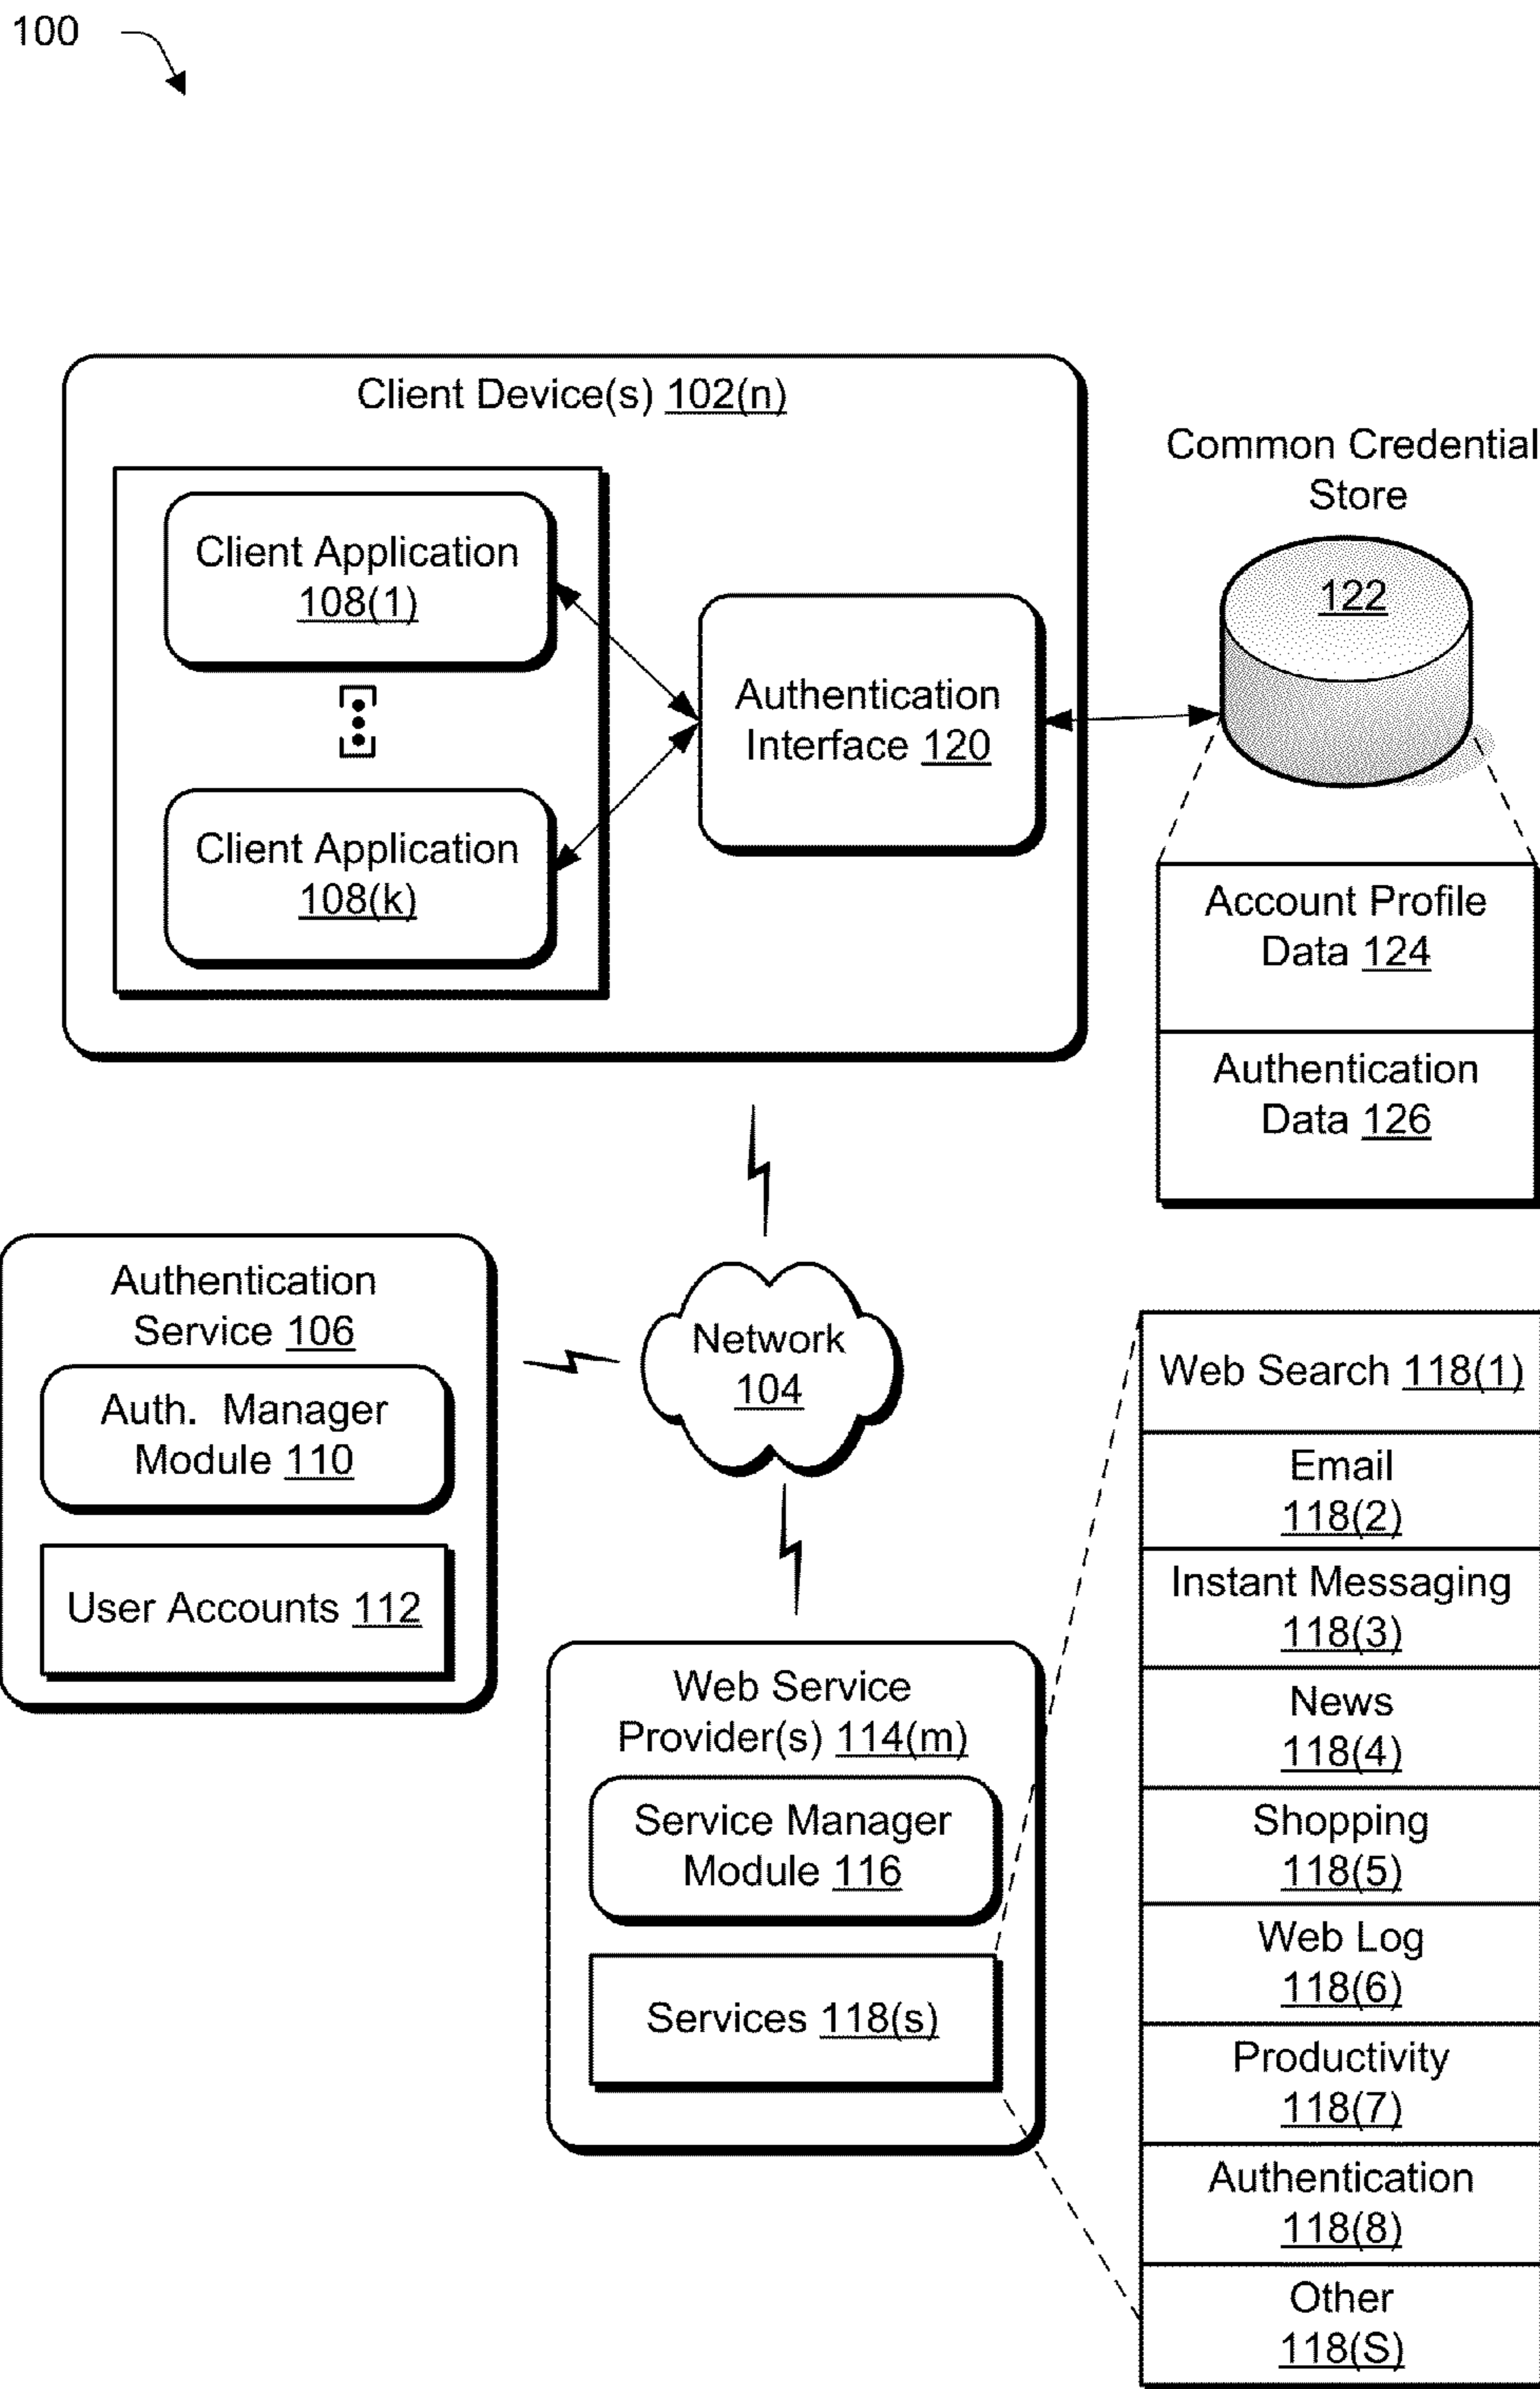 100
Client Device(s) 102(n)
Client Application
108(1)
Client Application
108(k)
Authentication
Interface 120
Common Credential
Store
122
Account Profile
Data 124
Authentication
Data 126
Authentication
Service 106
Auth. Manager
Module 110
User Accounts 112
Network
104
Web Service
Provider(s) 114(m)
Service Manager
Module 116
Services 118(s)
Web Search 118(1)
Email
118(2)
Instant Messaging
118(3)
News
118(4)
Shopping
118(5)
Web Log
118(6)
Productivity
118(7)
Authentication
118(8)
Other
118(S)